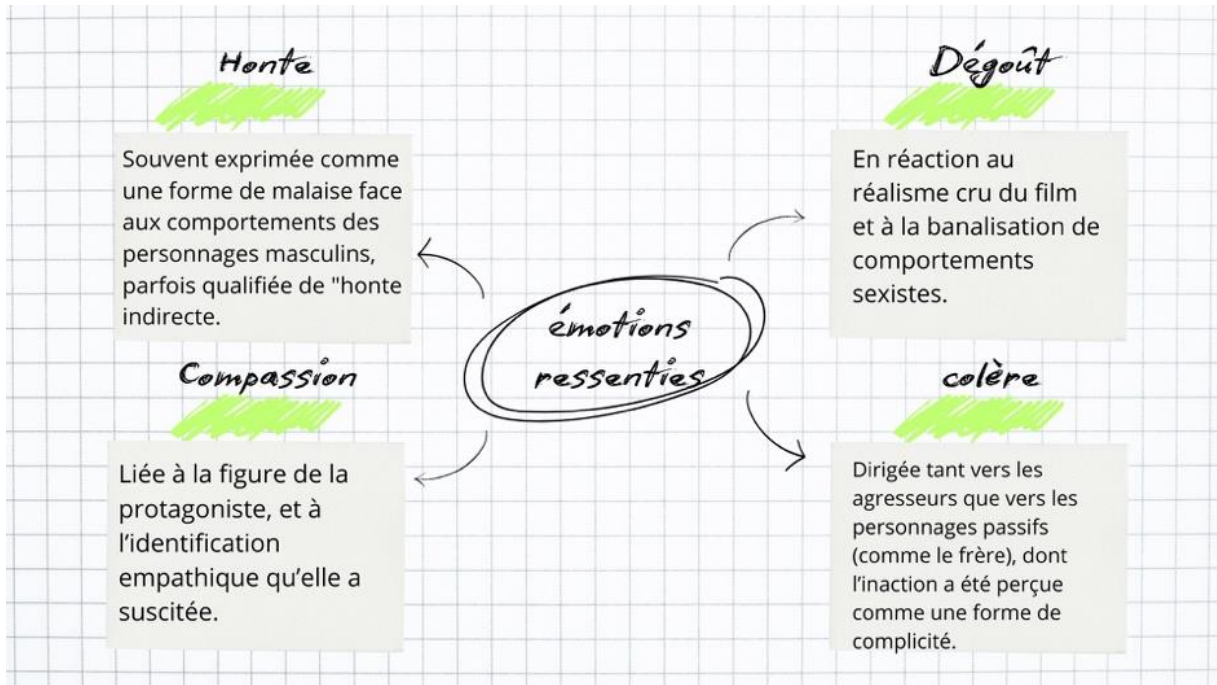 Honte
Souvent exprimée comme
une forme de malaise face
aux comportements des
personnages masculins,
parfois qualifiée de "honte
indirecte.
Dégoût
En réaction au
réalisme cru du film
et à la banalisation de
comportements
sexistes.
émotions
ressenties
Compassion
Liée à la figure de la
protagoniste, et à
l'identification
empathique qu'elle a
suscitée.
colère
Dirigée tant vers les
agresseurs que vers les
personnages passifs
(comme le frère), dont
l'inaction a été perçue
comme une forme de
complicité.